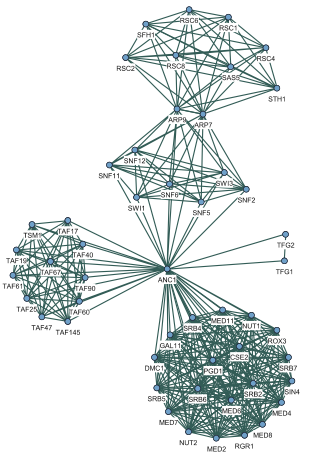 RSC6
RSC1
SFH1
RSC4
RSC2
RSC8
SAS5
STH1
ARP9
ARP7
SNF12
SNF11
SWI3
SNF6
SNF2
SWI1
SNF5
TAF17
TSM1
TFG2
TAF40
TAF19
TAF67
TFG1
ANC1
TAF61
TAF90
TAF25
TAF60
TAF47
TAF145
MED11
NUT1
SRB4
ROX3
GAL11
CSE2
DMC1
SRB7
PGD1
SIN4
SRB2
SRB5
SRB6
MED6
MED4
MED7
MED8
NUT2
RGR1
MED2